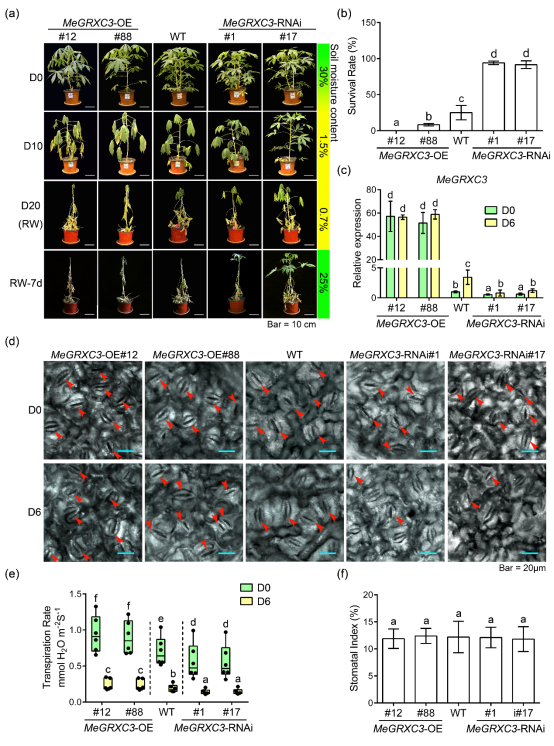 (a)
MeGRXC3-OE
MeGRXC3-RNAi
#12 #88 WT #1 #17
D0
D10
D20
(RW)
RW-7d
Soil moisture content
30%
1.5%
0.7%
25%
Bar = 10 cm
(b)
Survival Rate (%)
100
80
60
40
20
0
a b c d d
#12 #88 WT #1 #17
MeGRXC3-OE MeGRXC3-RNAi
(c)
MeGRXC3
Relative expression
80
60
40
20
5
0
D0
D6
d d d d b c a a a b
#12 #88 WT #1 #17
MeGRXC3-OE MeGRXC3-RNAi
(d)
MeGRXC3-OE#12 MeGRXC3-OE#88 WT MeGRXC3-RNAi#1 MeGRXC3-RNAi#17
D0
D6
Bar = 20μm
(e)
D0
D6
Transpiration Rate
mmol H2O m⁻²S⁻¹
1.5
1.0
0.5
0.0
f c f c e b d a d a
#12 #88 WT #1 #17
MeGRXC3-OE MeGRXC3-RNAi
(f)
Stomatal Index (%)
20
15
10
5
0
a a a a a
#12 #88 WT #1 i#17
MeGRXC3-OE MeGRXC3-RNAi